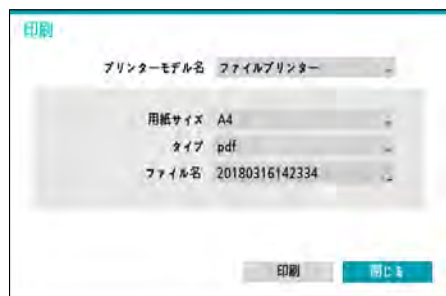 印刷
プリンターモデル名 ファイルプリンター
用紙サイズ A4
タイプ pdf
ファイル名 20180316142334
印刷 閉じる